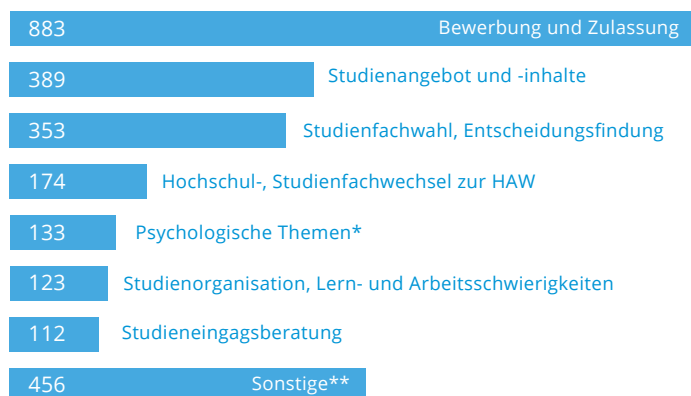 883 Bewerbung und Zulassung
389 Studienangebot und -inhalte
353 Studienfachwahl, Entscheidungsfindung
174 Hochschul-, Studienfachwechsel zur HAW
133 Psychologische Themen*
123 Studienorganisation, Lern- und Arbeitsschwierigkeiten
112 Studieneingagsberatung
456 Sonstige**